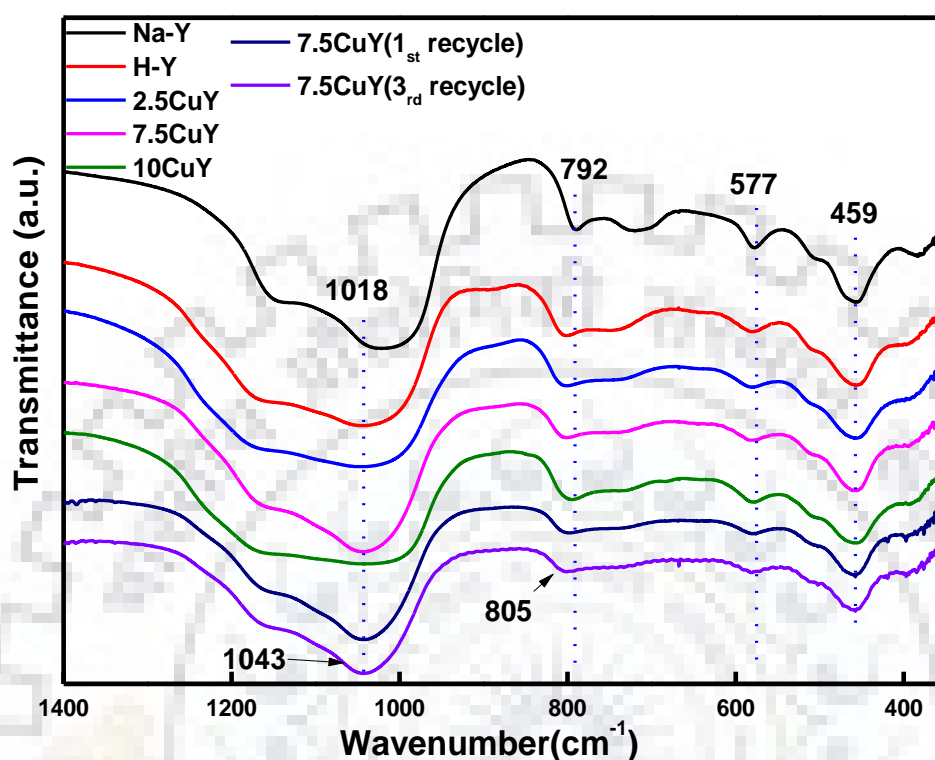 Na-Y
H-Y
2.5CuY
7.5CuY
10CuY
7.5CuY(1st recycle)
7.5CuY(3rd recycle)
792
577
459
1018
805
1043
Transmittance (a.u.)
1400 1200 1000 800 600 400
Wavenumber(cm-1)